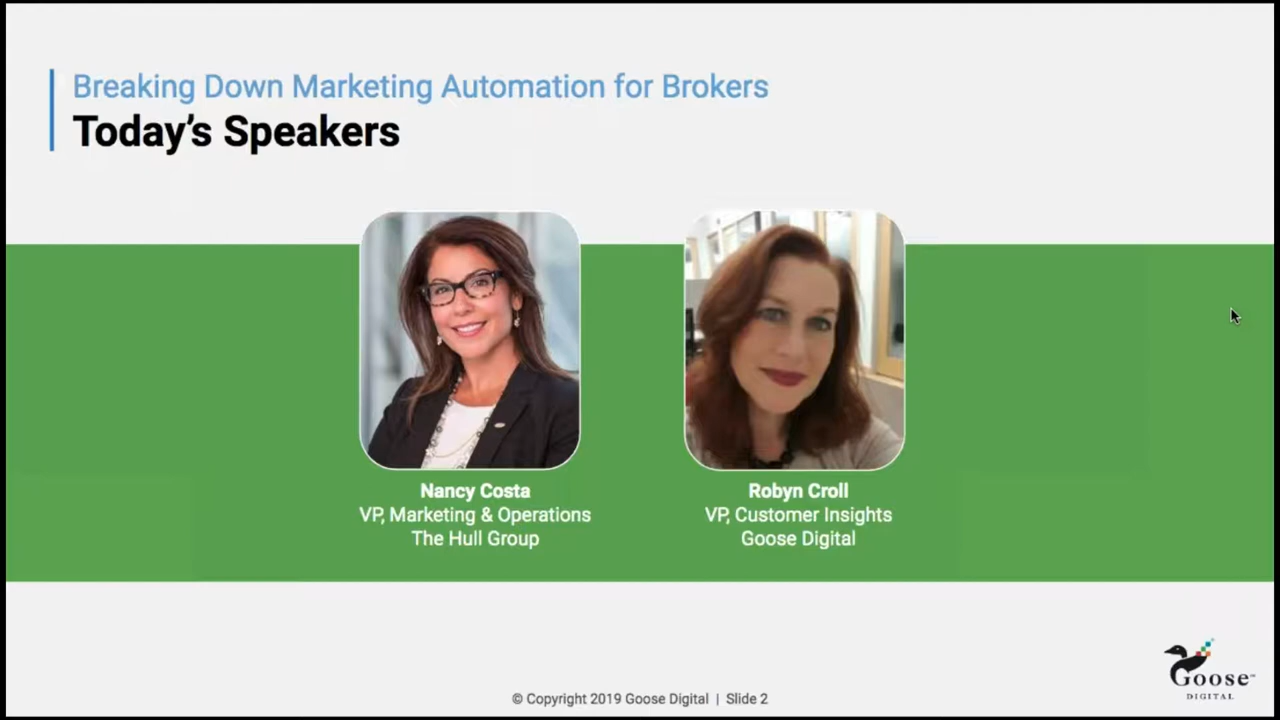 Breaking Down Marketing Automation for Brokers
Today's Speakers
Nancy Costa
VP, Marketing & Operations
The Hull Group
Robyn Croll
VP, Customer Insights
Goose Digital
Goose™
DIGITAL
© Copyright 2019 Goose Digital | Slide 2